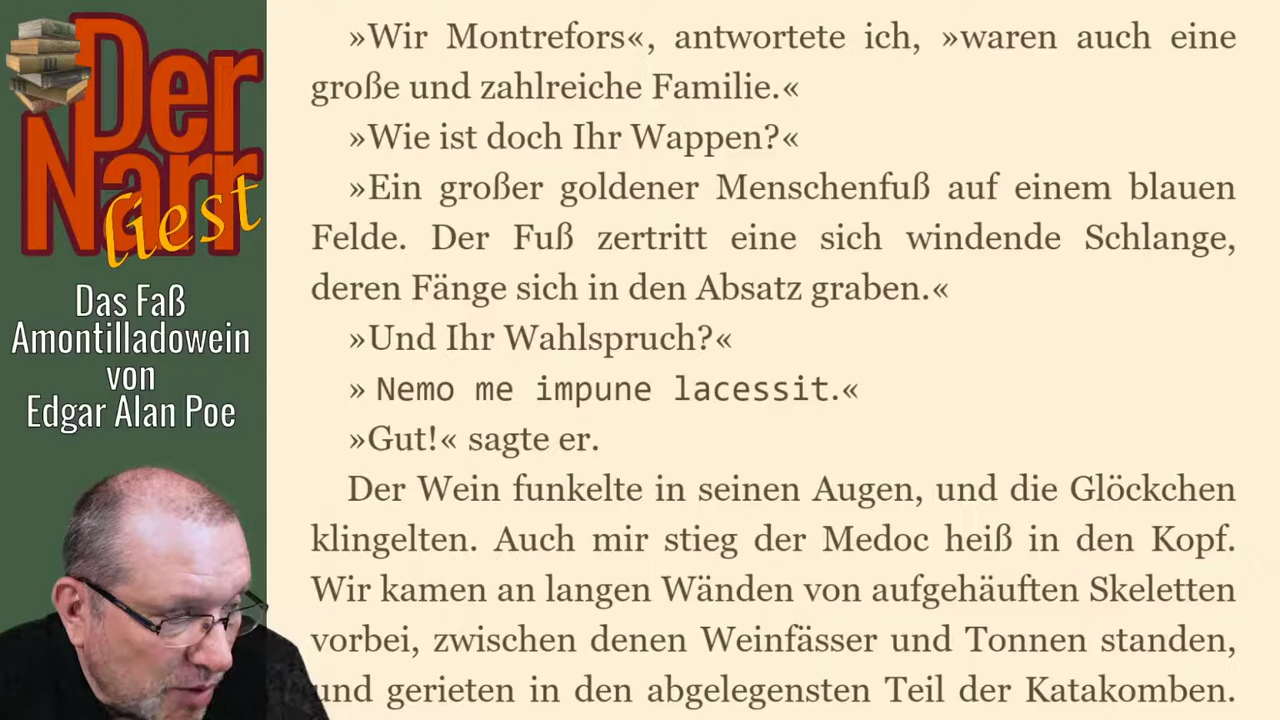 Der
Narr
liest
Das Faß
Amontilladowein
von
Edgar Alan Poe
»Wir Montrefors«, antwortete ich, »waren auch eine
große und zahlreiche Familie.«
»Wie ist doch Ihr Wappen?«
»Ein großer goldener Menschenfuß auf einem blauen
Felde. Der Fuß zertritt eine sich windende Schlange,
deren Fänge sich in den Absatz graben.«
»Und Ihr Wahlspruch?«
» Nemo me impune lacessit.«
»Gut!« sagte er.
Der Wein funkelte in seinen Augen, und die Glöckchen
klingelten. Auch mir stieg der Medoc heiß in den Kopf.
Wir kamen an langen Wänden von aufgehäuften Skeletten
vorbei, zwischen denen Weinfässer und Tonnen standen,
und gerieten in den abgelegensten Teil der Katakomben.